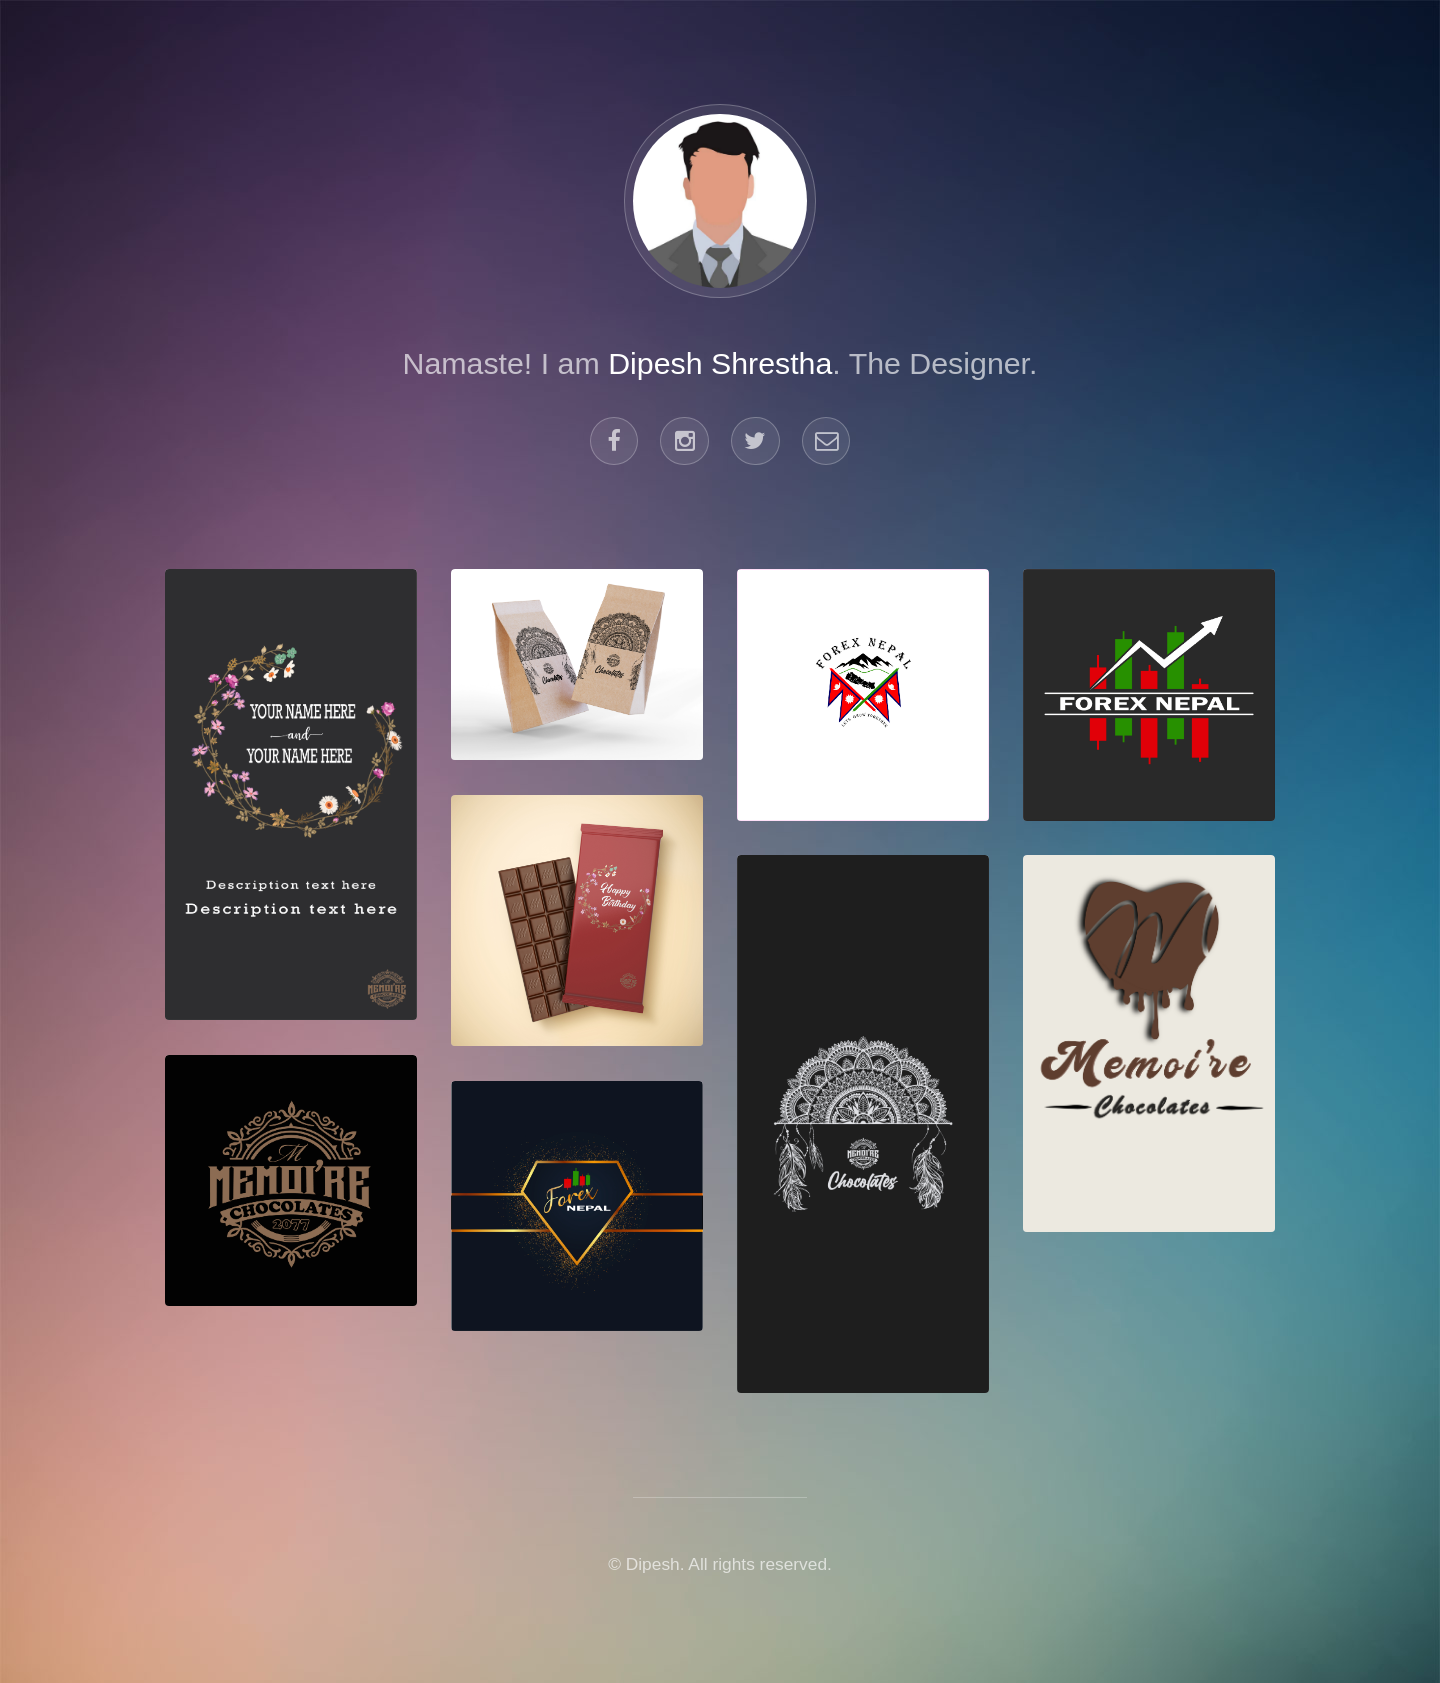 Namaste! I am Dipesh Shrestha. The Designer.
YOUR NAME HERE
and
YOUR NAME HERE
Description text here
Description text here
MEMOI'RE
Chocolates
Chocolates
FOREX NEPAL
FOREX NEPAL
Happy
Birthday
M
MEMOI'RE
CHOCOLATES
2077
Forex
NEPAL
MEMOI'RE
Chocolates
Memoi're
Chocolates
© Dipesh. All rights reserved.